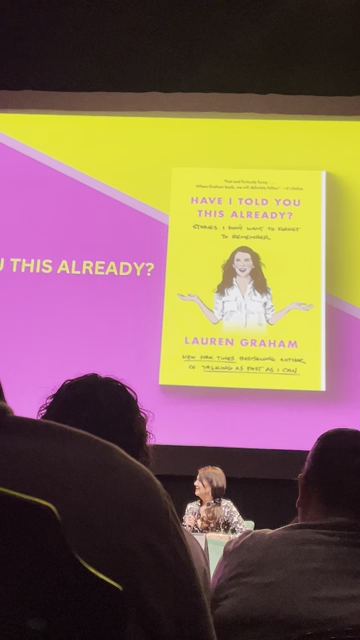 U THIS ALREADY?
HAVE I TOLD YOU
THIS ALREADY?
STORIES I DON'T WANT TO FORGET
TO REMEMBER
LAUREN GRAHAM
NEW YORK TIMES BESTSELLING AUTHOR
OF TALKING AS FAST AS I CAN